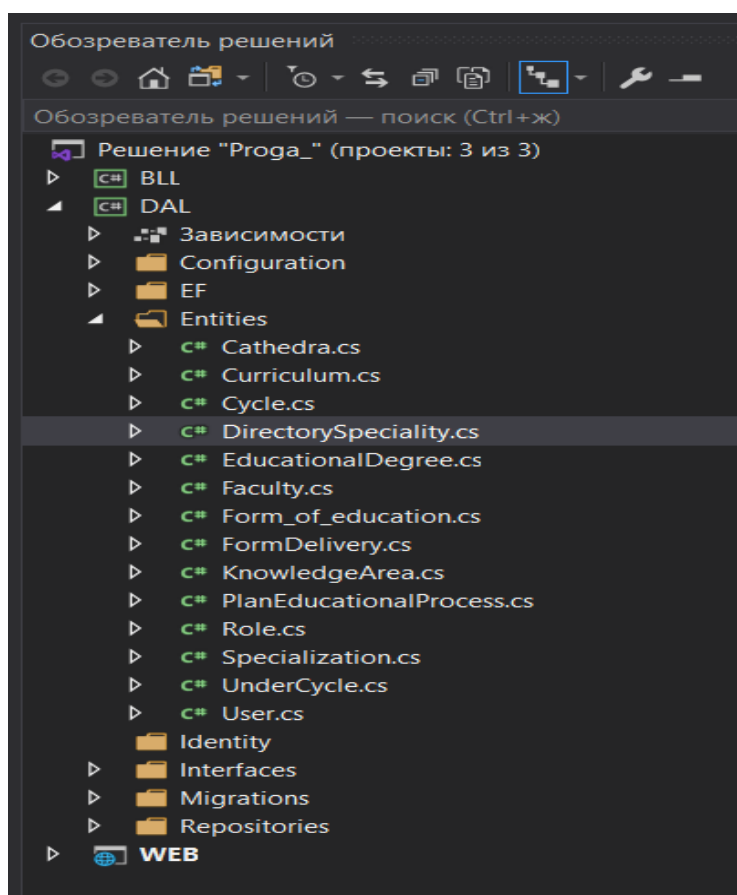 Обозреватель решений
Обозреватель решений — поиск (Ctrl+ж)
Решение "Proga_" (проекты: 3 из 3)
C# BLL
C# DAL
Зависимости
Configuration
EF
Entities
C# Cathedra.cs
C# Curriculum.cs
C# Cycle.cs
C# DirectorySpeciality.cs
C# EducationalDegree.cs
C# Faculty.cs
C# Form_of_education.cs
C# FormDelivery.cs
C# KnowledgeArea.cs
C# PlanEducationalProcess.cs
C# Role.cs
C# Specialization.cs
C# UnderCycle.cs
C# User.cs
Identity
Interfaces
Migrations
Repositories
WEB